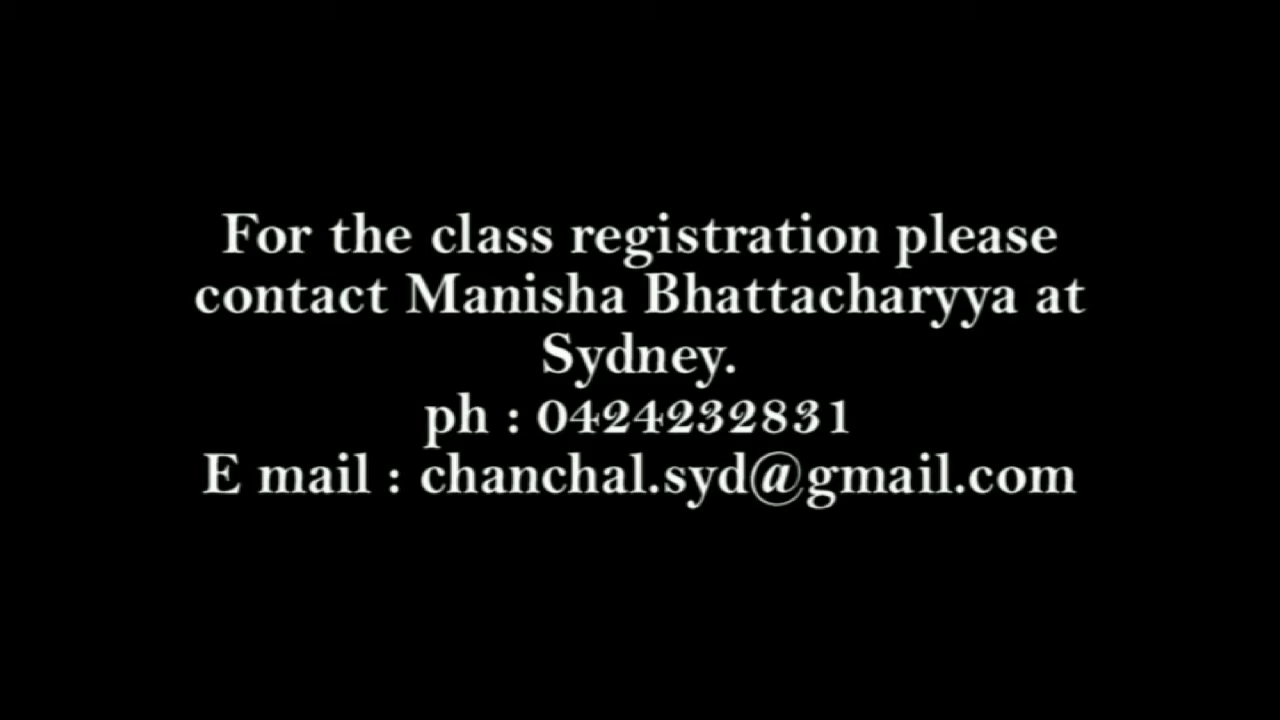 For the class registration please
contact Manisha Bhattacharyya at
Sydney.
ph : 0424232831
E mail : chanchal.syd@gmail.com